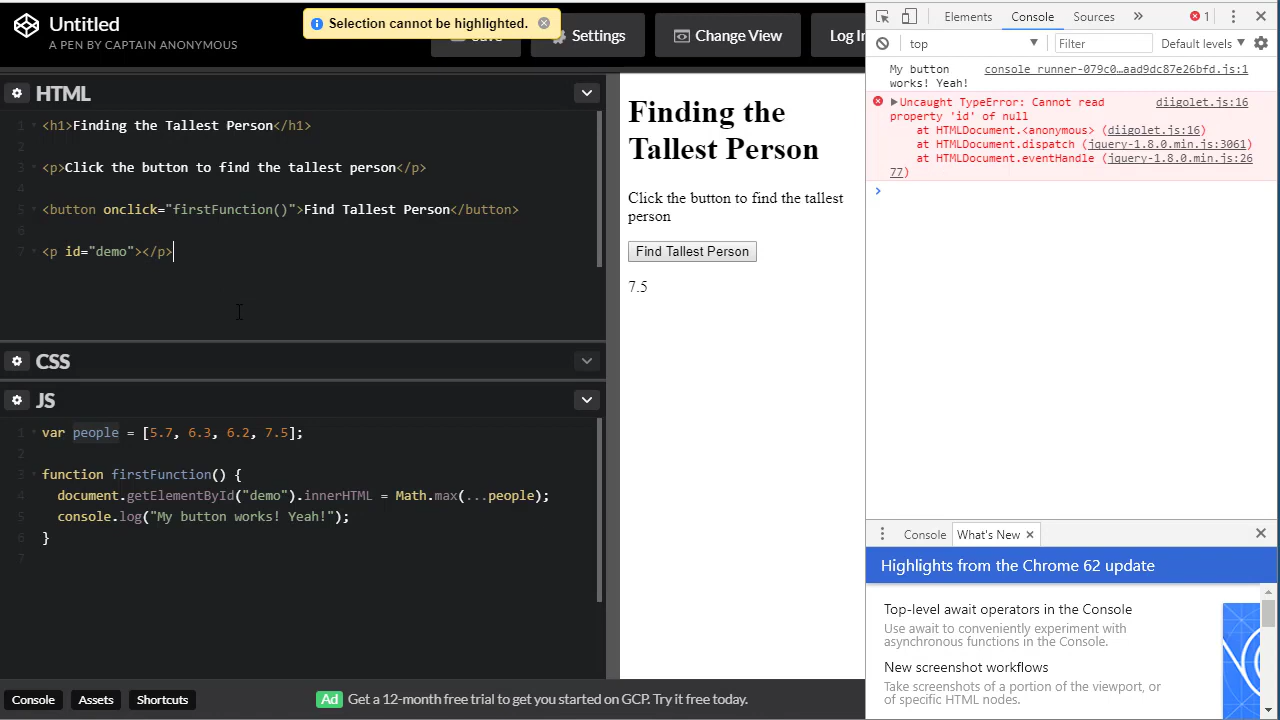 Untitled
A PEN BY CAPTAIN ANONYMOUS
Selection cannot be highlighted.
Save
Settings
Change View
Log In
HTML
1 <h1>Finding the Tallest Person</h1>
2
3 <p>Click the button to find the tallest person</p>
4
5 <button onclick="firstFunction()">Find Tallest Person</button>
6
7 <p id="demo"></p>
CSS
JS
1 var people = [5.7, 6.3, 6.2, 7.5];
2
3 function firstFunction() {
4 document.getElementById("demo").innerHTML = Math.max(...people);
5 console.log("My button works! Yeah!");
6 }
7
Console
Assets
Shortcuts
Ad Get a 12-month free trial to get you started on GCP. Try it free today.
Finding the
Tallest Person
Click the button to find the tallest
person
Find Tallest Person
7.5
Elements
Console
Sources
»
1
top
Filter
Default levels
My button console runner-079c0…aad9dc87e26bfd.js:1
works! Yeah!
Uncaught TypeError: Cannot read diigolet.js:16
property 'id' of null
at HTMLDocument.<anonymous> (diigolet.js:16)
at HTMLDocument.dispatch (jquery-1.8.0.min.js:3061)
at HTMLDocument.eventHandle (jquery-1.8.0.min.js:26
77)
Console
What's New
Highlights from the Chrome 62 update
Top-level await operators in the Console
Use await to conveniently experiment with
asynchronous functions in the Console.
New screenshot workflows
Take screenshots of a portion of the viewport, or
of specific HTML nodes.